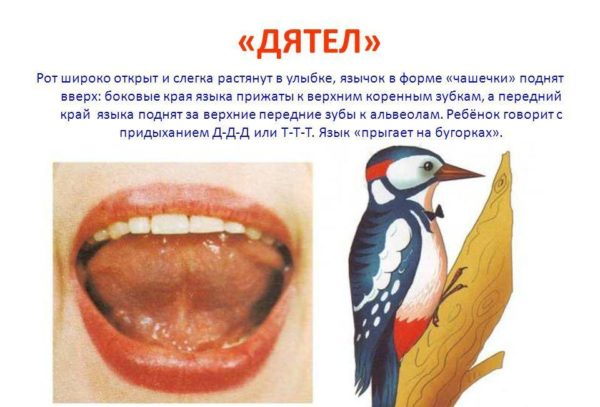 «ДЯТЕЛ»
Рот широко открыт и слегка растянут в улыбке, язычок в форме «чашечки» поднят
вверх: боковые края языка прижаты к верхним коренным зубкам, а передний
край языка поднят за верхние передние зубы к альвеолам. Ребёнок говорит с
придыханием Д-Д-Д или Т-Т-Т. Язык «прыгает на бугорках».